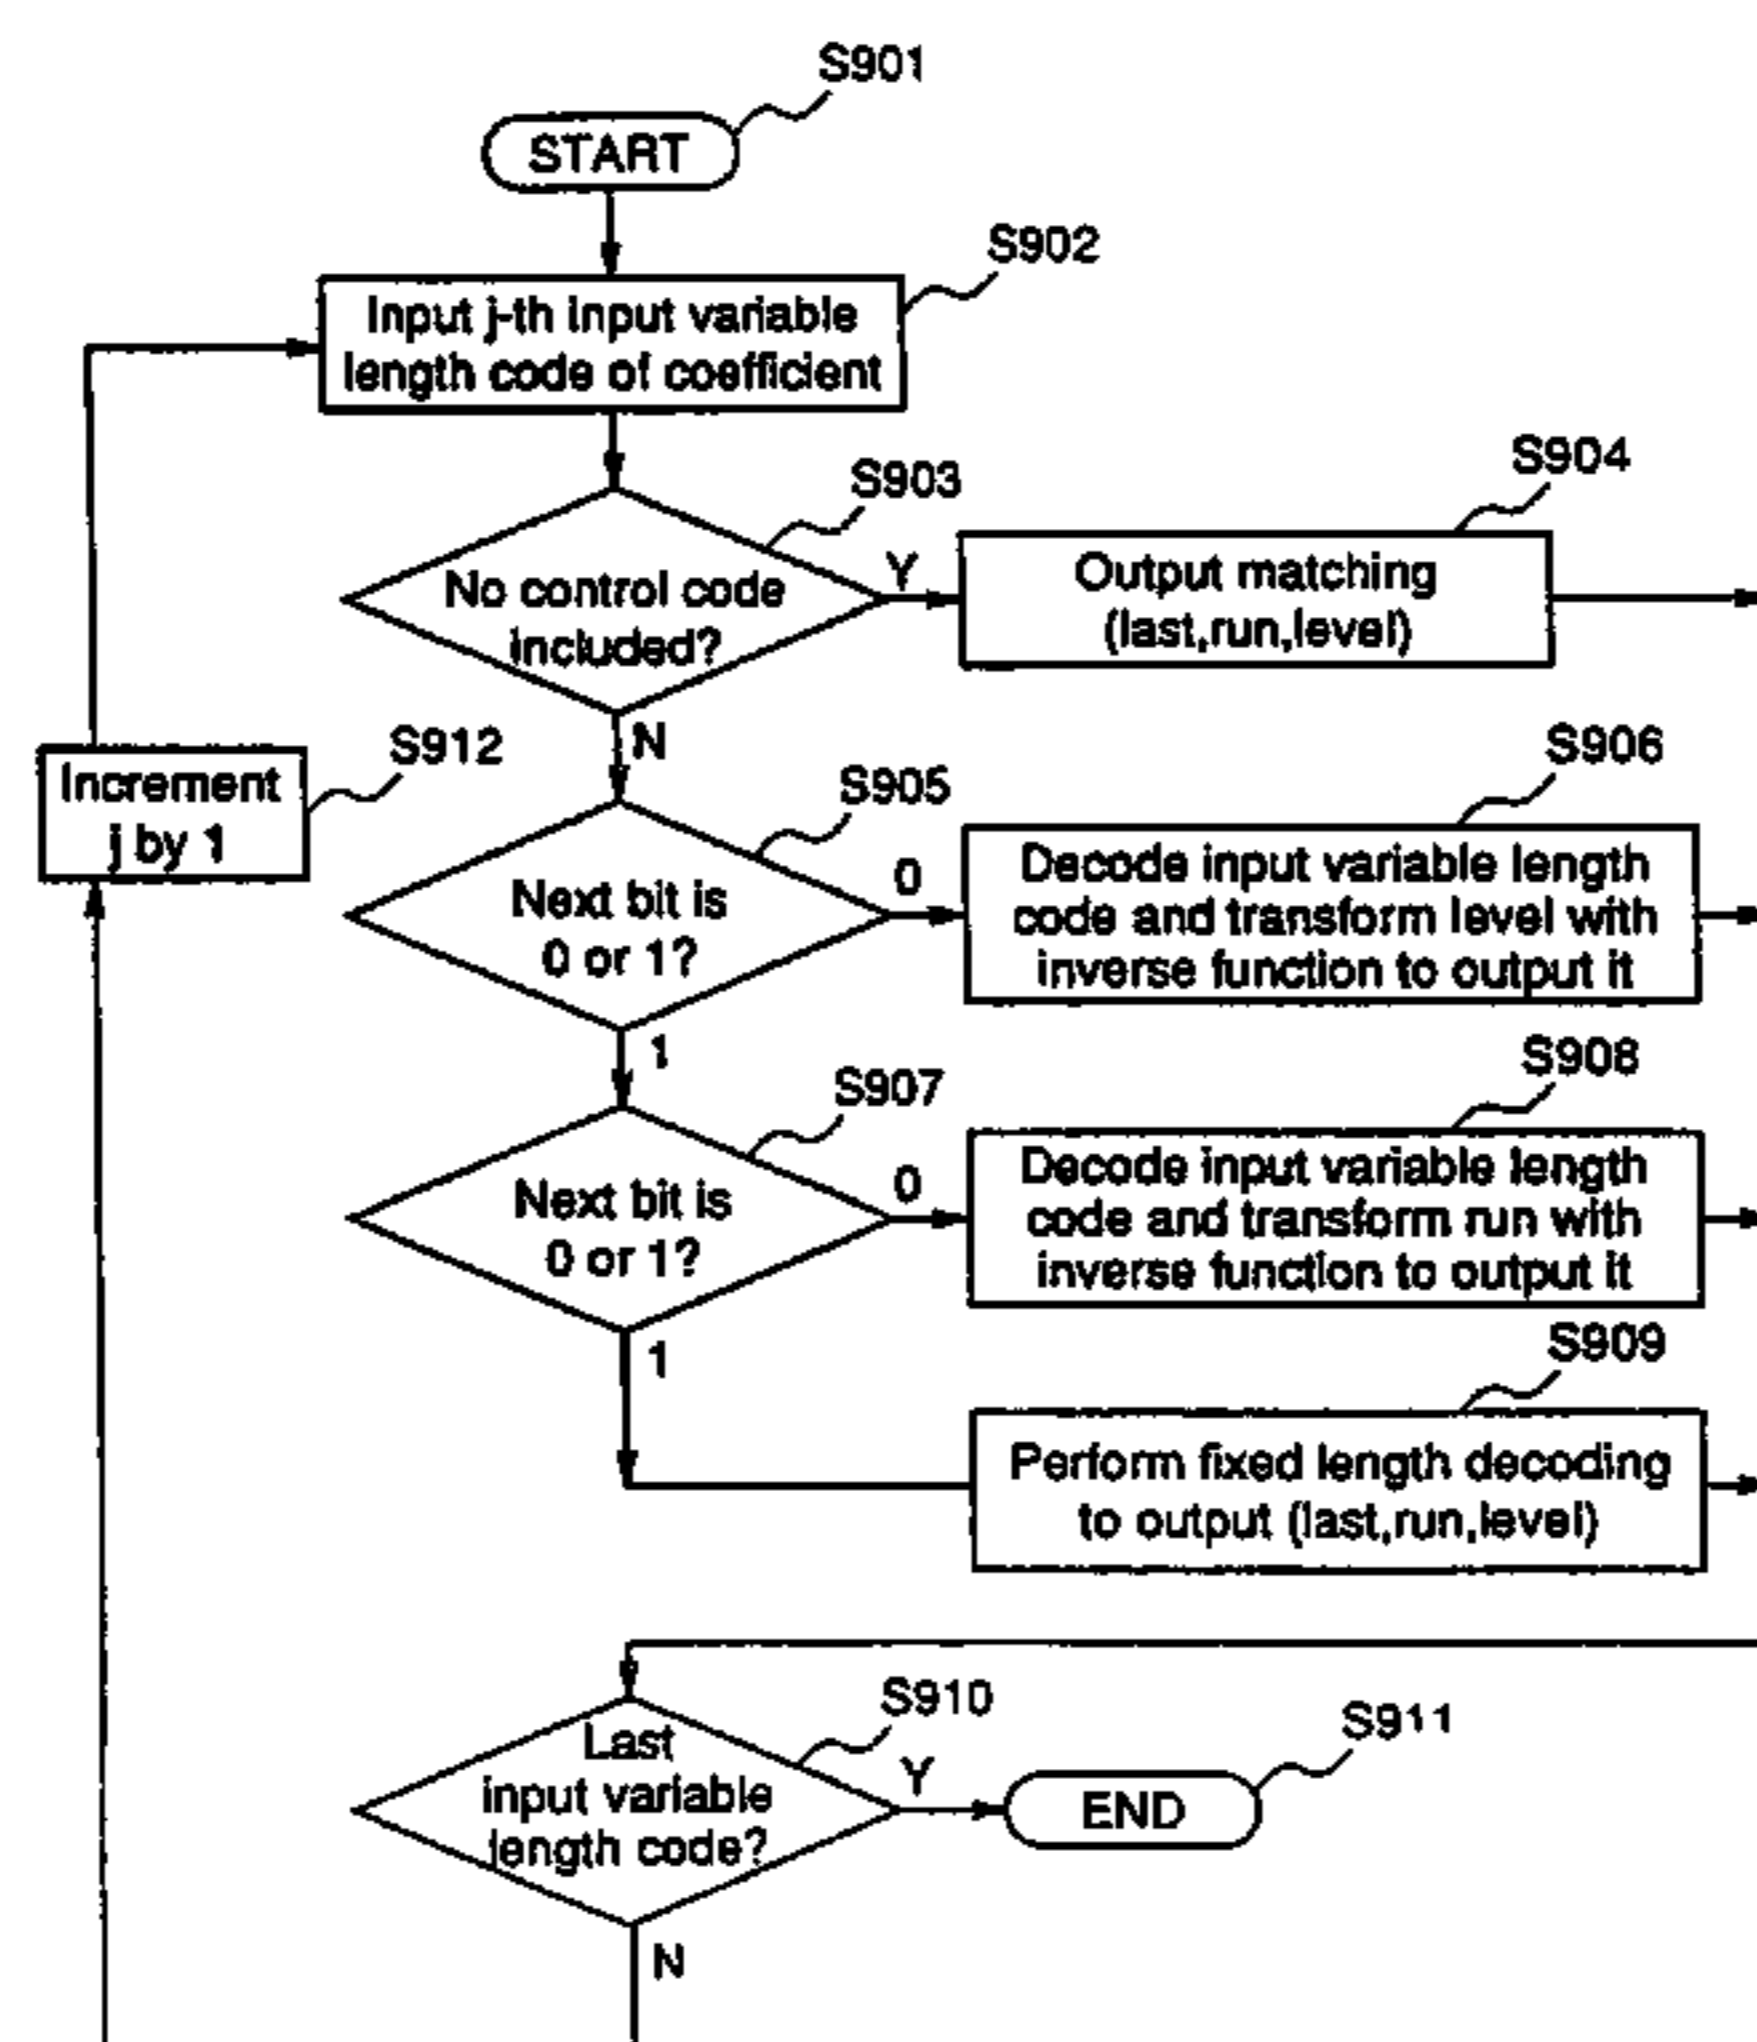 S901
START
S902
Input j-th input variable
length code of coefficient
S903
No control code
included?
Y
S904
Output matching
(last,run,level)
N
S912
Increment
j by 1
S905
Next bit is
0 or 1?
0
S906
Decode input variable length
code and transform level with
inverse function to output it
1
S907
Next bit is
0 or 1?
0
S908
Decode input variable length
code and transform run with
inverse function to output it
1
S909
Perform fixed length decoding
to output (last,run,level)
S910
Last
input variable
length code?
Y
S911
END
N